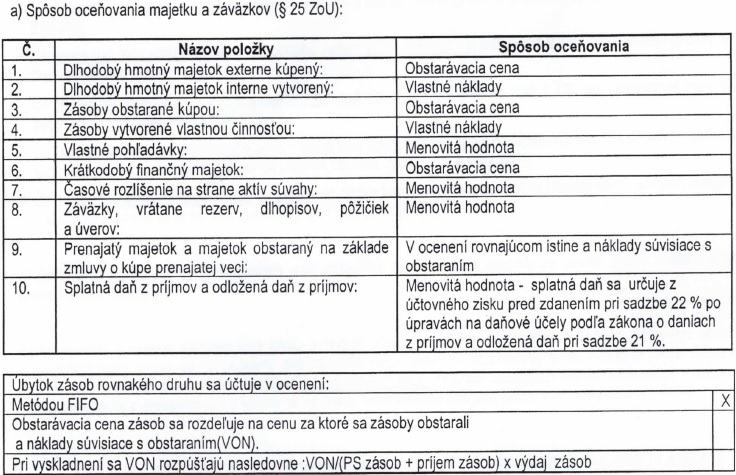 a) Spôsob oceňovania majetku a záväzkov (§ 25 ZoU):
Č. Názov položky Spôsob oceňovania
1. Dlhodobý hmotný majetok externe kúpený: Obstarávacia cena
2. Dlhodobý hmotný majetok interne vytvorený: Vlastné náklady
3. Zásoby obstarané kúpou: Obstarávacia cena
4. Zásoby vytvorené vlastnou činnosťou: Vlastné náklady
5. Vlastné pohľadávky: Menovitá hodnota
6. Krátkodobý finančný majetok: Obstarávacia cena
7. Časové rozlíšenie na strane aktív súvahy: Menovitá hodnota
8. Záväzky, vrátane rezerv, dlhopisov, pôžičiek Menovitá hodnota
a úverov:
9. Prenajatý majetok a majetok obstaraný na základe V ocenení rovnajúcom istine a náklady súvisiace s
zmluvy o kúpe prenajatej veci: obstaraním
10. Splatná daň z príjmov a odložená daň z príjmov: Menovitá hodnota - splatná daň sa určuje z
účtovného zisku pred zdanením pri sadzbe 22 % po
úpravách na daňové účely podľa zákona o daniach
z príjmov a odložená daň pri sadzbe 21 %.
Úbytok zásob rovnakého druhu sa účtuje v ocenení:
Metódou FIFO X
Obstarávacia cena zásob sa rozdeľuje na cenu za ktoré sa zásoby obstarali
a náklady súvisiace s obstaraním(VON).
Pri vyskladnení sa VON rozpúšťajú nasledovne :VON/(PS zásob + prijem zásob) x výdaj zásob